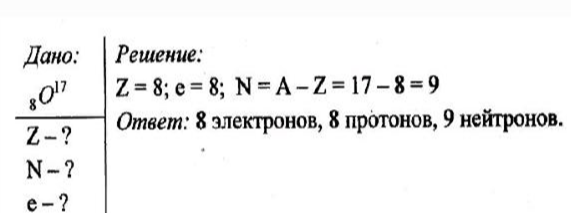 Дано:
₈O¹⁷
Z – ?
N – ?
e – ?
Решение:
Z = 8; e = 8; N = A – Z = 17 – 8 = 9
Ответ: 8 электронов, 8 протонов, 9 нейтронов.